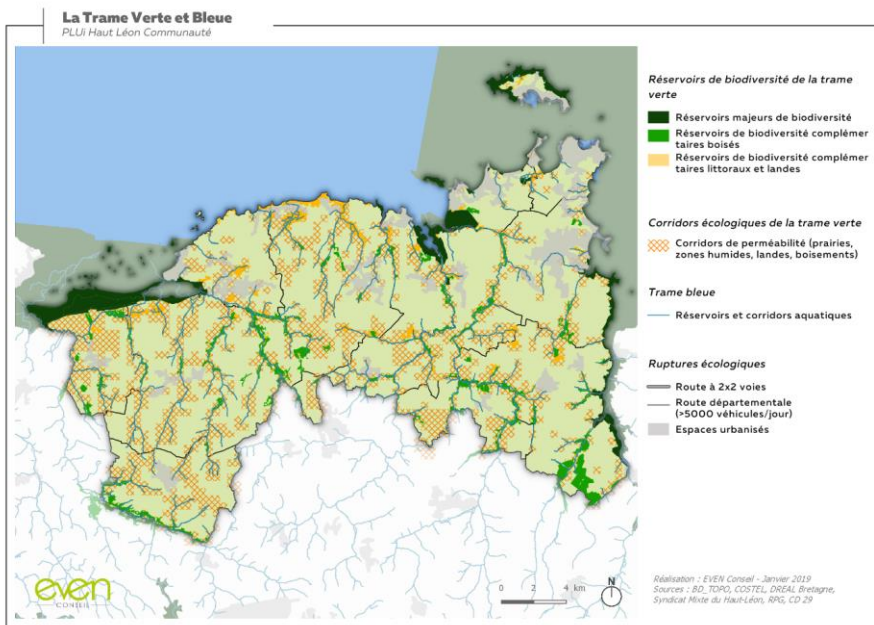 La Trame Verte et Bleue
PLUi Haut Léon Communauté
Réservoirs de biodiversité de la trame
verte
Réservoirs majeurs de biodiversité
Réservoirs de biodiversité complémer
taires boisés
Réservoirs de biodiversité complémer
taires littoraux et landes
Corridors écologiques de la trame verte
Corridors de perméabilité (prairies,
zones humides, landes, boisements)
Trame bleue
Réservoirs et corridors aquatiques
Ruptures écologiques
Route à 2x2 voies
Route départementale
(>5000 véhicules/jour)
Espaces urbanisés
even
CONSEIL
0 2 4 km
N
Réalisation : EVEN Conseil - Janvier 2019
Sources : BD_TOPO, COSTEL, DREAL Bretagne,
Syndicat Mixte du Haut-Léon, RPG, CD 29